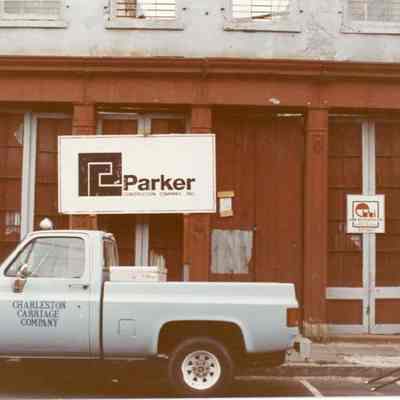 Parker
CONSTRUCTION COMPANY, INC.
CHARLESTON
CARRIAGE
COMPANY